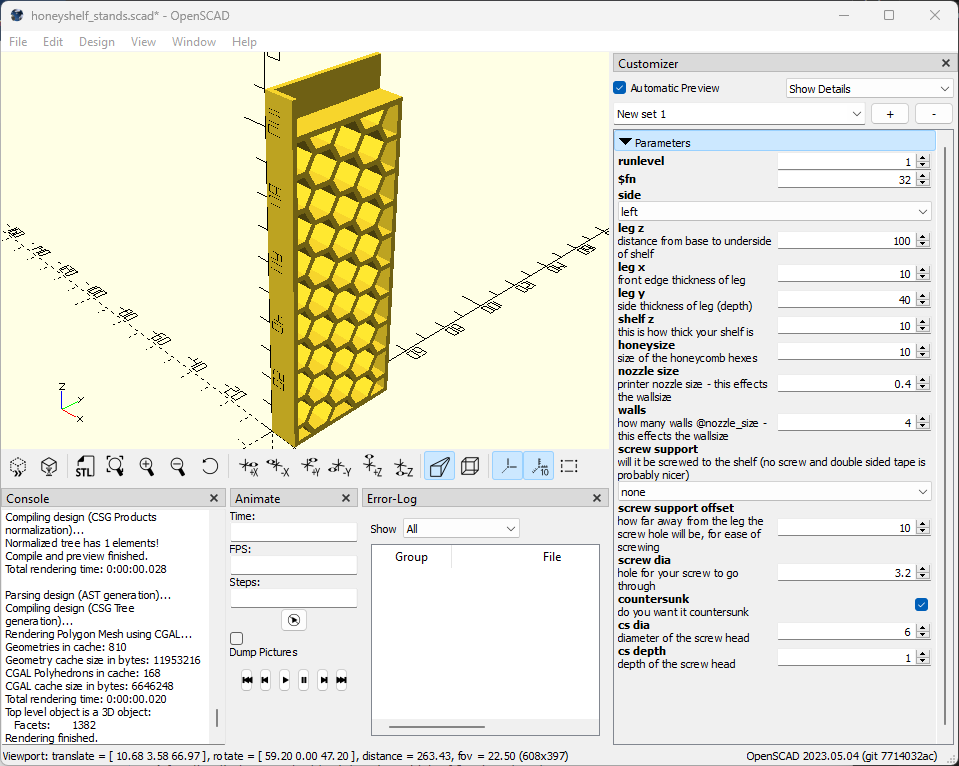 honeyshelf_stands.scad* - OpenSCAD
File Edit Design View Window Help
Customizer
Automatic Preview
Show Details
New set 1
+
-
Parameters
runlevel
1
$fn
32
side
left
leg z
distance from base to underside
of shelf
100
leg x
front edge thickness of leg
10
leg y
side thickness of leg (depth)
40
shelf z
this is how thick your shelf is
10
honeysize
size of the honeycomb hexes
10
nozzle size
printer nozzle size - this effects
the wallsize
0.4
walls
how many walls @nozzle_size -
this effects the wallsize
4
screw support
will it be screwed to the shelf (no screw and double sided tape is
probably nicer)
none
screw support offset
how far away from the leg the
screw hole will be, for ease of
screwing
10
screw dia
hole for your screw to go
through
3.2
countersunk
do you want it countersunk
cs dia
diameter of the screw head
6
cs depth
depth of the screw head
1
Z
Y
X
STL
+X
-X
+Y
-Y
+Z
-Z
10
Console
Compiling design (CSG Products
normalization)...
Normalized tree has 1 elements!
Compile and preview finished.
Total rendering time: 0:00:00.028
Parsing design (AST generation)...
Compiling design (CSG Tree
generation)...
Rendering Polygon Mesh using CGAL...
Geometries in cache: 810
Geometry cache size in bytes: 11953216
CGAL Polyhedrons in cache: 168
CGAL cache size in bytes: 6646248
Total rendering time: 0:00:00.020
Top level object is a 3D object:
Facets: 1382
Rendering finished.
Animate
Time:
FPS:
Steps:
Dump Pictures
Error-Log
Show
All
Group
File
Viewport: translate = [ 10.68 3.58 66.97 ], rotate = [ 59.20 0.00 47.20 ], distance = 263.43, fov = 22.50 (608x397)
OpenSCAD 2023.05.04 (git 7714032ac)